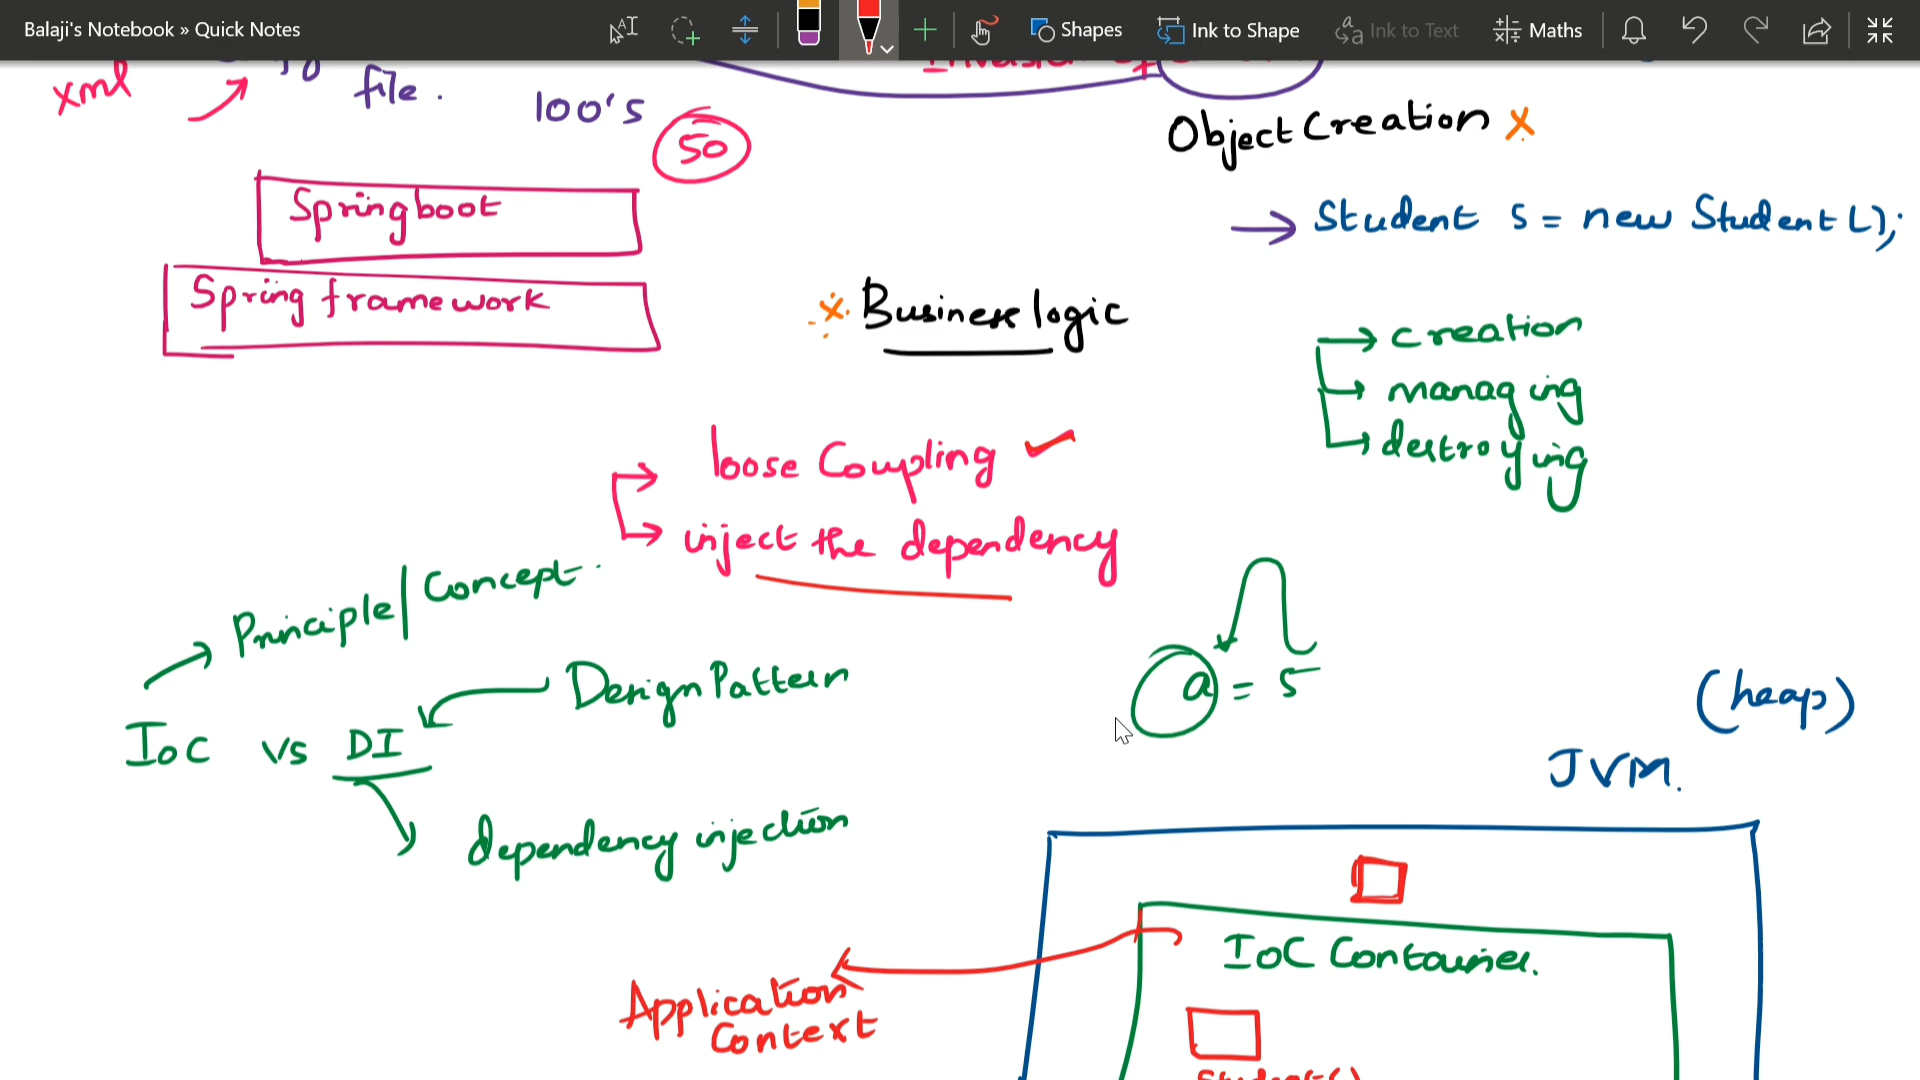 Balaji's Notebook » Quick Notes
Shapes
Ink to Shape
Ink to Text
Maths
xml
file.
100's
50
Object Creation x
Springboot
Student s = new Student();
Spring framework
Business logic
creation
managing
destroying
loose Coupling
inject the dependency
Principle/Concept.
Design Pattern
a = 5
(heap)
IoC vs DI
JVM.
dependency injection
IoC Container.
Application
Context
Student()